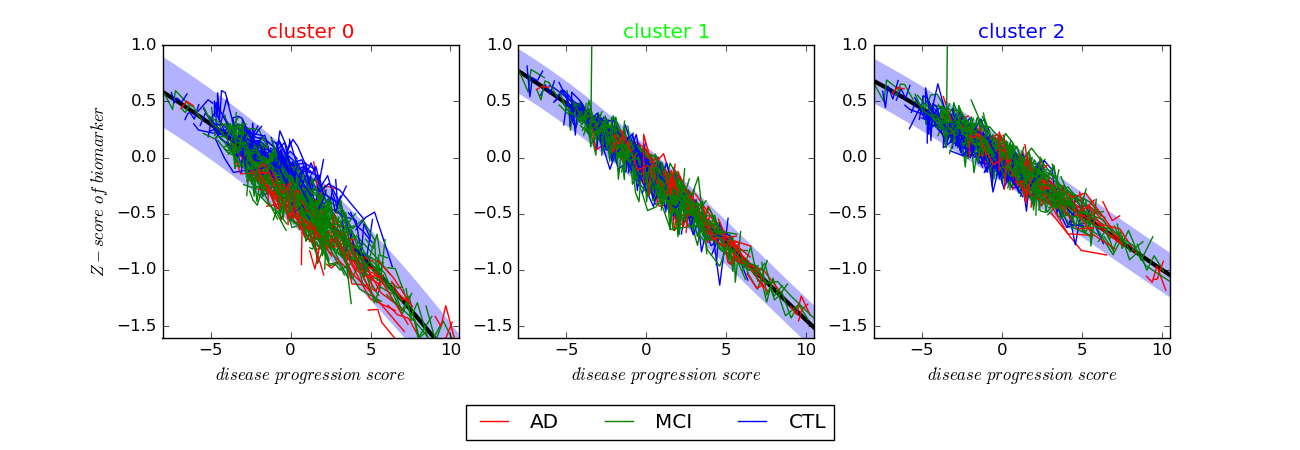 cluster 0 cluster 1 cluster 2
1.0 1.0 1.0
0.5 0.5 0.5
0.0 0.0 0.0
−0.5 −0.5 −0.5
−1.0 −1.0 −1.0
−1.5 −1.5 −1.5
Z − score of biomarker
−5 0 5 10 −5 0 5 10 −5 0 5 10
disease progression score disease progression score disease progression score
AD MCI CTL